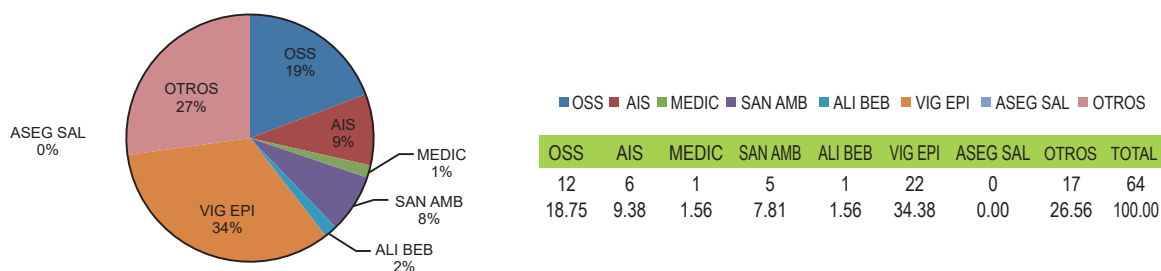 OSS
19%
OTROS
27%
AIS
9%
ASEG SAL
0%
MEDIC
1%
SAN AMB
8%
VIG EPI
34%
ALI BEB
2%
OSS AIS MEDIC SAN AMB ALI BEB VIG EPI ASEG SAL OTROS
OSS AIS MEDIC SAN AMB ALI BEB VIG EPI ASEG SAL OTROS TOTAL
12 6 1 5 1 22 0 17 64
18.75 9.38 1.56 7.81 1.56 34.38 0.00 26.56 100.00